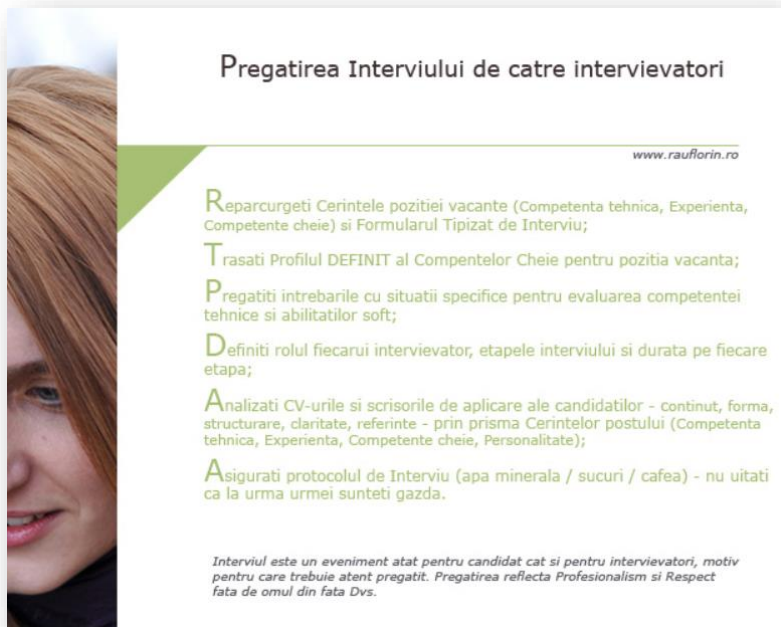 Pregatirea Interviului de catre intervievatori
www.rauflorin.ro
Reparcurgeti Cerintele pozitiei vacante (Competenta tehnica, Experienta,
Competente cheie) si Formularul Tipizat de Interviu;
Trasati Profilul DEFINIT al Compentelor Cheie pentru pozitia vacanta;
Pregatiti intrebarile cu situatii specifice pentru evaluarea competentei
tehnice si abilitatilor soft;
Definiti rolul fiecarui intervievator, etapele interviului si durata pe fiecare
etapa;
Analizati CV-urile si scrisorile de aplicare ale candidatilor - continut, forma,
structurare, claritate, referinte - prin prisma Cerintelor postului (Competenta
tehnica, Experienta, Competente cheie, Personalitate);
Asigurati protocolul de Interviu (apa minerala / sucuri / cafea) - nu uitati
ca la urma urmei sunteti gazda.
Interviul este un eveniment atat pentru candidat cat si pentru intervievatori, motiv
pentru care trebuie atent pregatit. Pregatirea reflecta Profesionalism si Respect
fata de omul din fata Dvs.